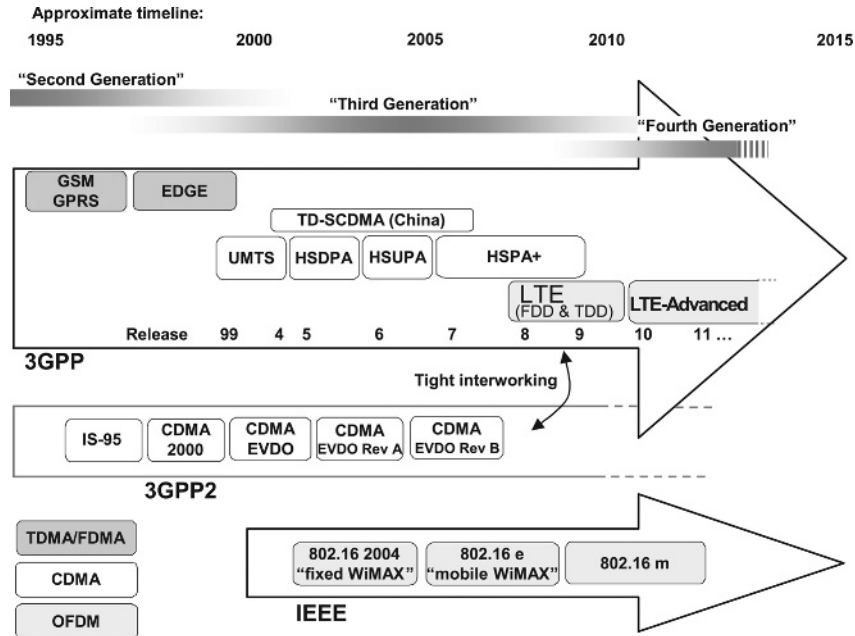 Approximate timeline:
1995 2000 2005 2010 2015
“Second Generation”
“Third Generation”
“Fourth Generation”
GSM
GPRS
EDGE
TD-SCDMA (China)
UMTS
HSDPA
HSUPA
HSPA+
LTE
(FDD & TDD)
LTE-Advanced
Release 99 4 5 6 7 8 9 10 11 ...
3GPP
Tight interworking
IS-95
CDMA
2000
CDMA
EVDO
CDMA
EVDO Rev A
CDMA
EVDO Rev B
3GPP2
TDMA/FDMA
CDMA
OFDM
802.16 2004
“fixed WiMAX”
802.16 e
“mobile WiMAX”
802.16 m
IEEE